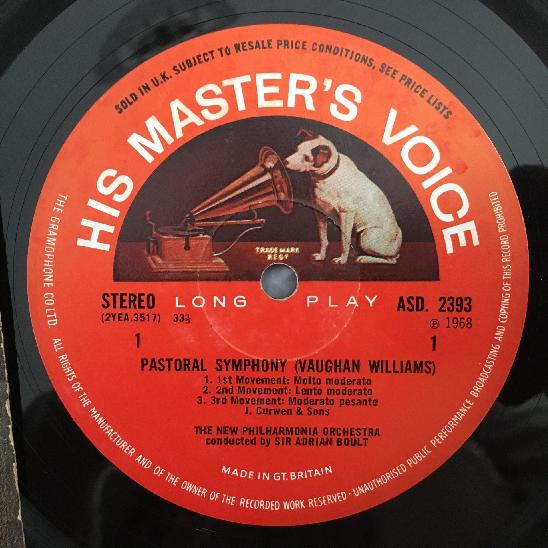 SOLD IN U.K. SUBJECT TO RESALE PRICE CONDITIONS, SEE PRICE LISTS
HIS MASTER'S VOICE
TRADE MARK
REGD
STEREO LONG PLAY ASD. 2393
(2YEA.3517) 33⅓ ℗ 1968
1 1
PASTORAL SYMPHONY (VAUGHAN WILLIAMS)
1. 1st Movement: Molto moderato
2. 2nd Movement: Lento moderato
3. 3rd Movement: Moderato pesante
J. Curwen & Sons
THE NEW PHILHARMONIA ORCHESTRA
conducted by SIR ADRIAN BOULT
MADE IN GT. BRITAIN
THE GRAMOPHONE CO LTD. ALL RIGHTS OF THE MANUFACTURER AND OF THE OWNER OF THE RECORDED WORK RESERVED · UNAUTHORISED PUBLIC PERFORMANCE BROADCASTING AND COPYING OF THIS RECORD PROHIBITED